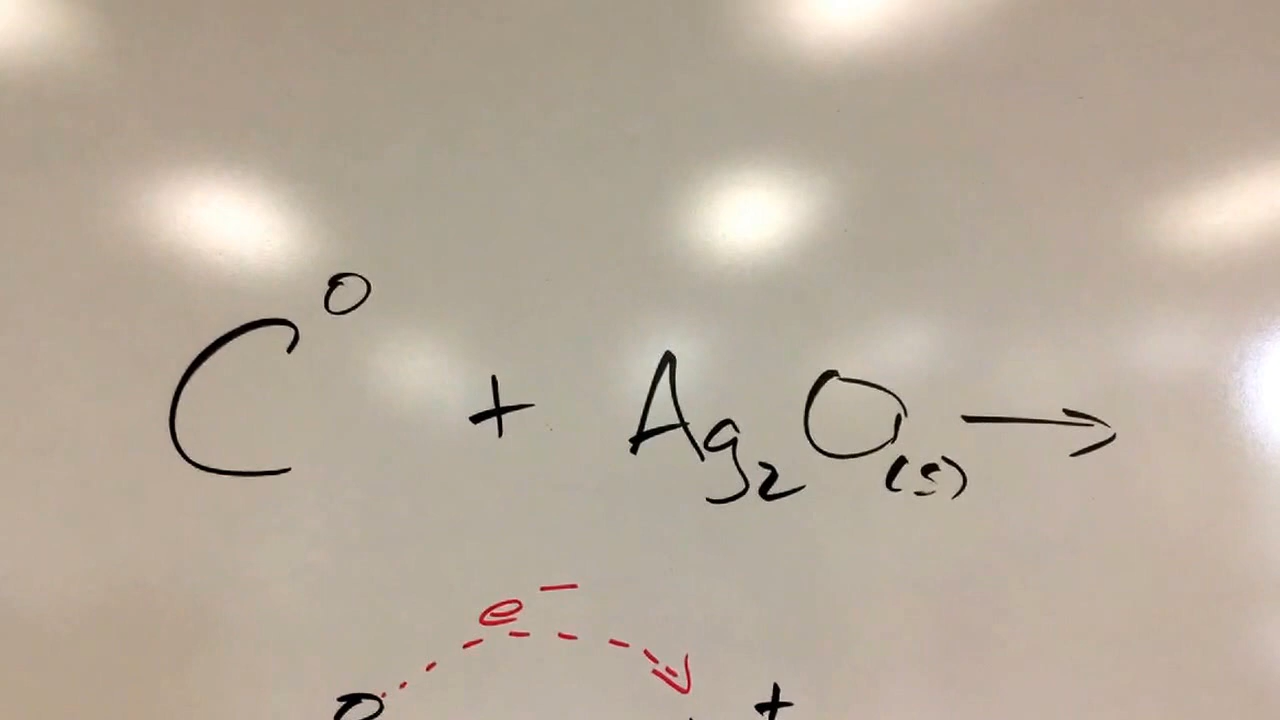 C⁰ + Ag₂O₍ₛ₎ →
e⁻
+